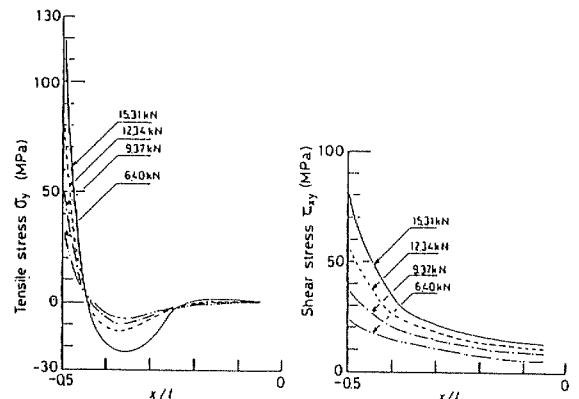 130
100
50
0
-30
Tensile stress σy (MPa)
15.31 kN
12.34 kN
9.37 kN
6.40 kN
-0.5
0
x/l
100
50
0
Shear stress τxy (MPa)
15.31 kN
12.34 kN
9.37 kN
6.40 kN
-0.5
0
x/l